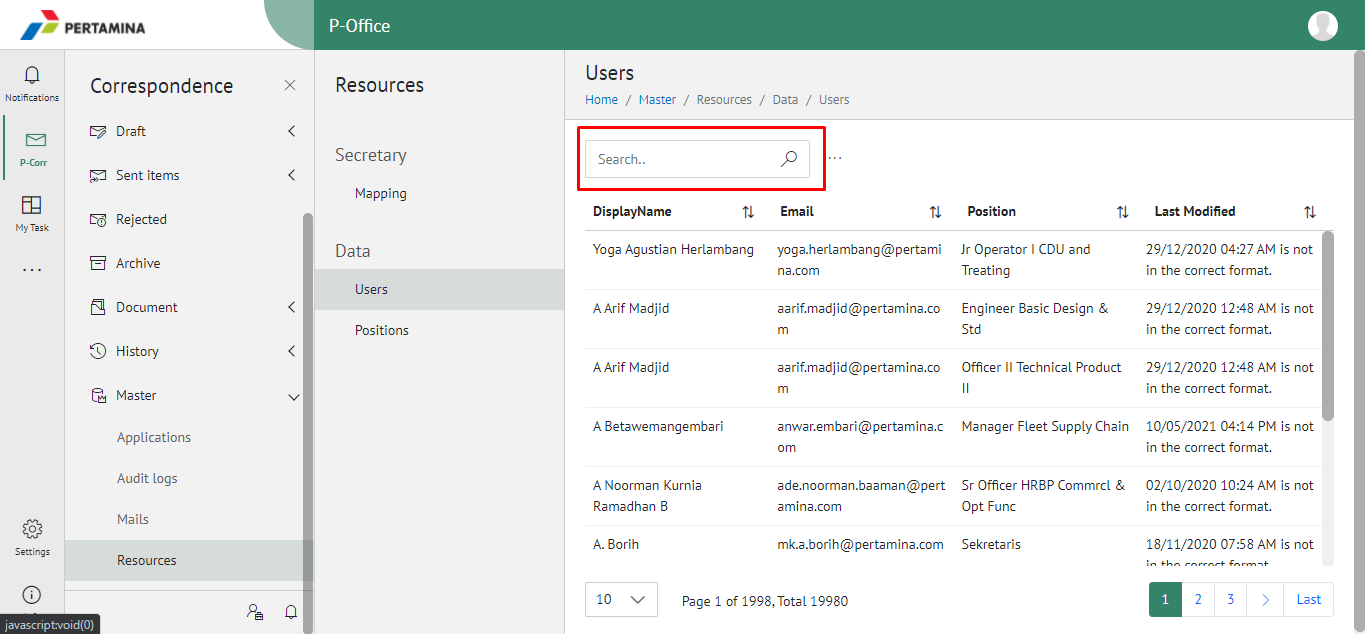 PERTAMINA
P-Office
Notifications
P-Corr
My Task
...
Settings
javascript:void(0)
Correspondence
Draft
Sent items
Rejected
Archive
Document
History
Master
Applications
Audit logs
Mails
Resources
Resources
Secretary
Mapping
Data
Users
Positions
Users
Home / Master / Resources / Data / Users
Search..
...
DisplayName Email Position Last Modified
Yoga Agustian Herlambang yoga.herlambang@pertami Jr Operator I CDU and 29/12/2020 04:27 AM is not
na.com Treating in the correct format.
A Arif Madjid aarif.madjid@pertamina.co Engineer Basic Design & 29/12/2020 12:48 AM is not
m Std in the correct format.
A Arif Madjid aarif.madjid@pertamina.co Officer II Technical Product 29/12/2020 12:48 AM is not
m II in the correct format.
A Betawemangembari anwar.embari@pertamina.c Manager Fleet Supply Chain 10/05/2021 04:14 PM is not
om in the correct format.
A Noorman Kurnia ade.noorman.baaman@pert Sr Officer HRBP Commrcl & 02/10/2020 10:24 AM is not
Ramadhan B amina.com Opt Func in the correct format.
A. Borih mk.a.borih@pertamina.com Sekretaris 18/11/2020 07:58 AM is not
in the correct format.
10 Page 1 of 1998, Total 19980
1 2 3 > Last